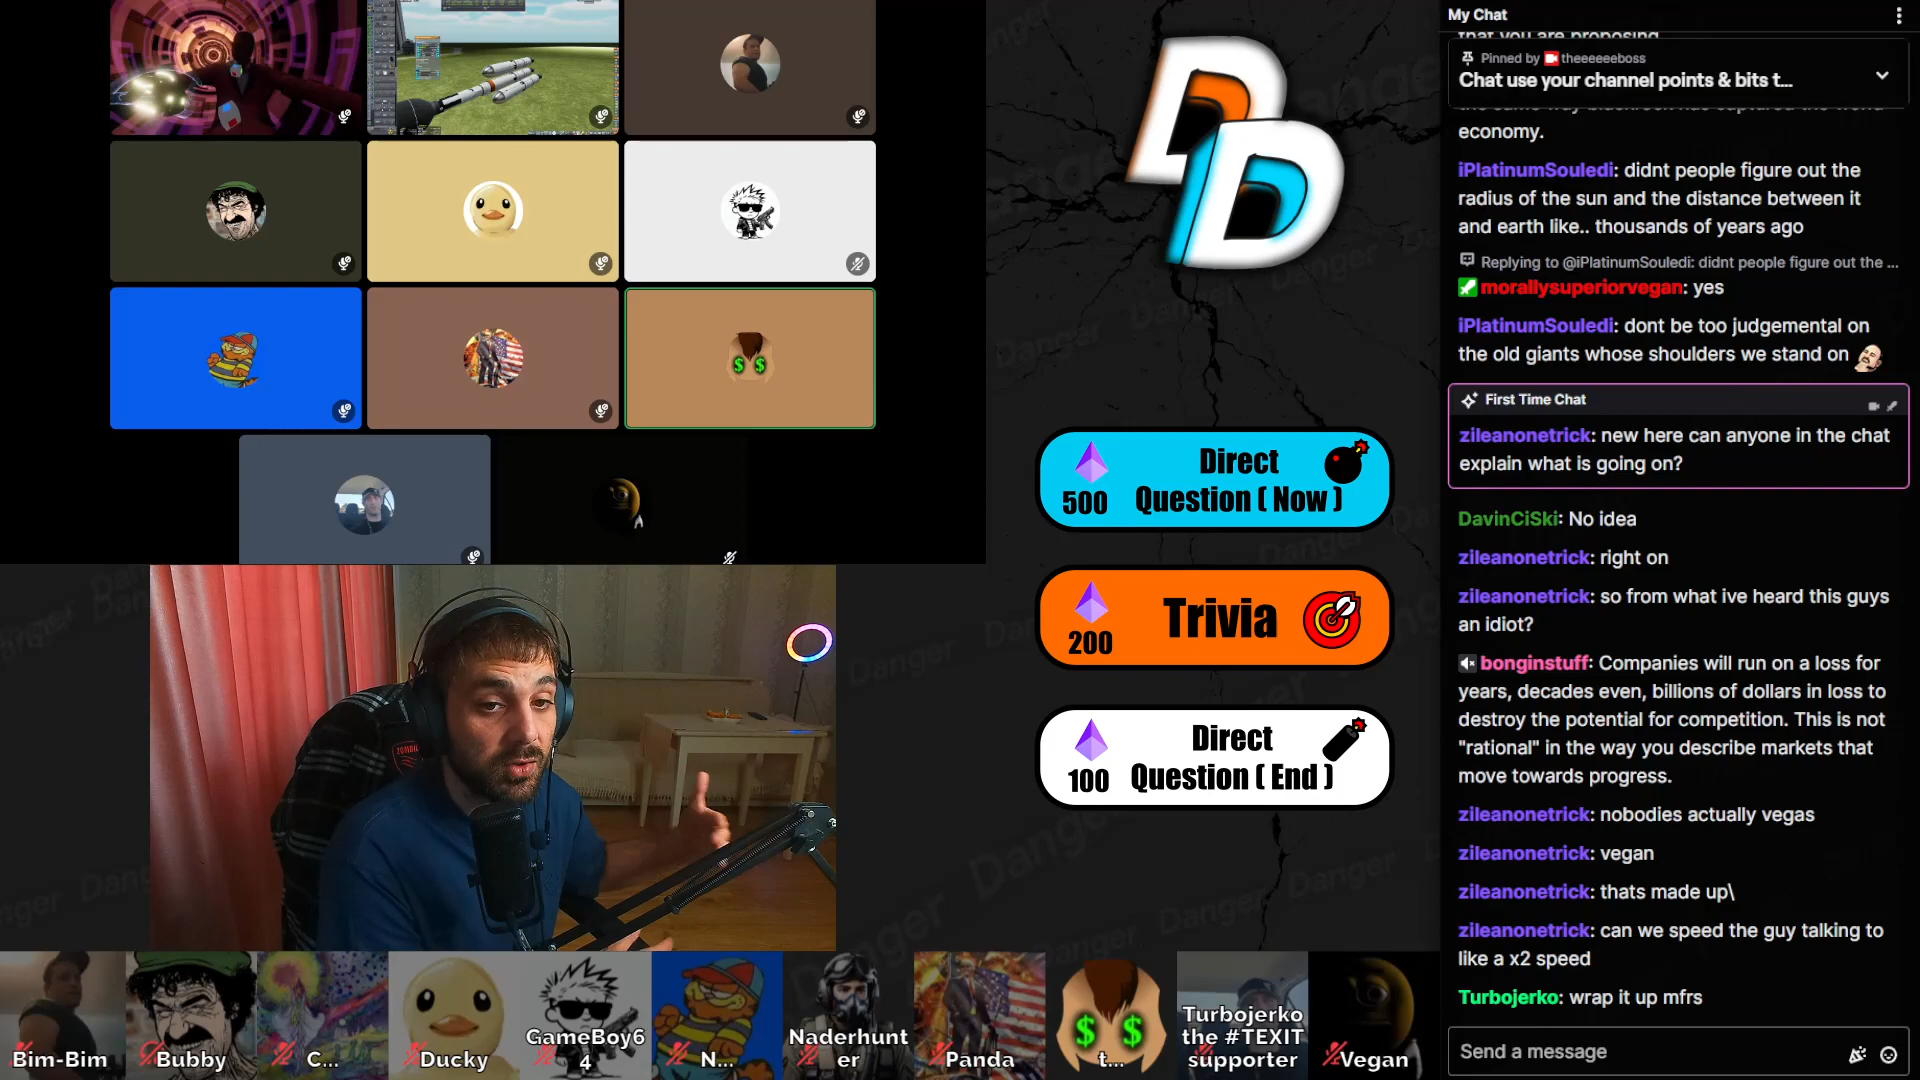 DD
500
Direct
Question ( Now )
200
Trivia
100
Direct
Question ( End )
ZOMBIE
Bim-Bim
Bubby
C...
Ducky
GameBoy6
4
N...
Naderhunt
er
Panda
t...
Turbojerko
the #TEXIT
supporter
Vegan
My Chat
that you are proposing
Pinned by theeeeeeboss
Chat use your channel points & bits t...
economy.
iPlatinumSouledi: didnt people figure out the
radius of the sun and the distance between it
and earth like.. thousands of years ago
Replying to @iPlatinumSouledi: didnt people figure out the ...
morallysuperiorvegan: yes
iPlatinumSouledi: dont be too judgemental on
the old giants whose shoulders we stand on
First Time Chat
zileanonetrick: new here can anyone in the chat
explain what is going on?
DavinCiSki: No idea
zileanonetrick: right on
zileanonetrick: so from what ive heard this guys
an idiot?
bonginstuff: Companies will run on a loss for
years, decades even, billions of dollars in loss to
destroy the potential for competition. This is not
"rational" in the way you describe markets that
move towards progress.
zileanonetrick: nobodies actually vegas
zileanonetrick: vegan
zileanonetrick: thats made up\
zileanonetrick: can we speed the guy talking to
like a x2 speed
Turbojerko: wrap it up mfrs
Send a message